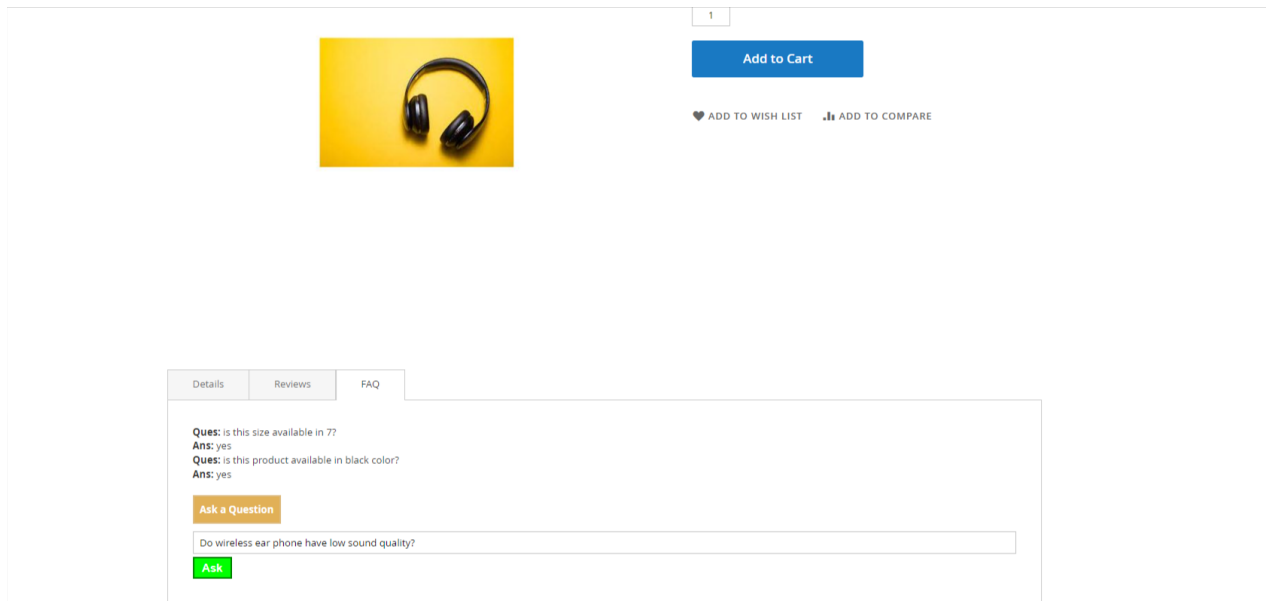 1
Add to Cart
ADD TO WISH LIST ADD TO COMPARE
Details Reviews FAQ
Ques: is this size available in 7?
Ans: yes
Ques: is this product available in black color?
Ans: yes
Ask a Question
Do wireless ear phone have low sound quality?
Ask